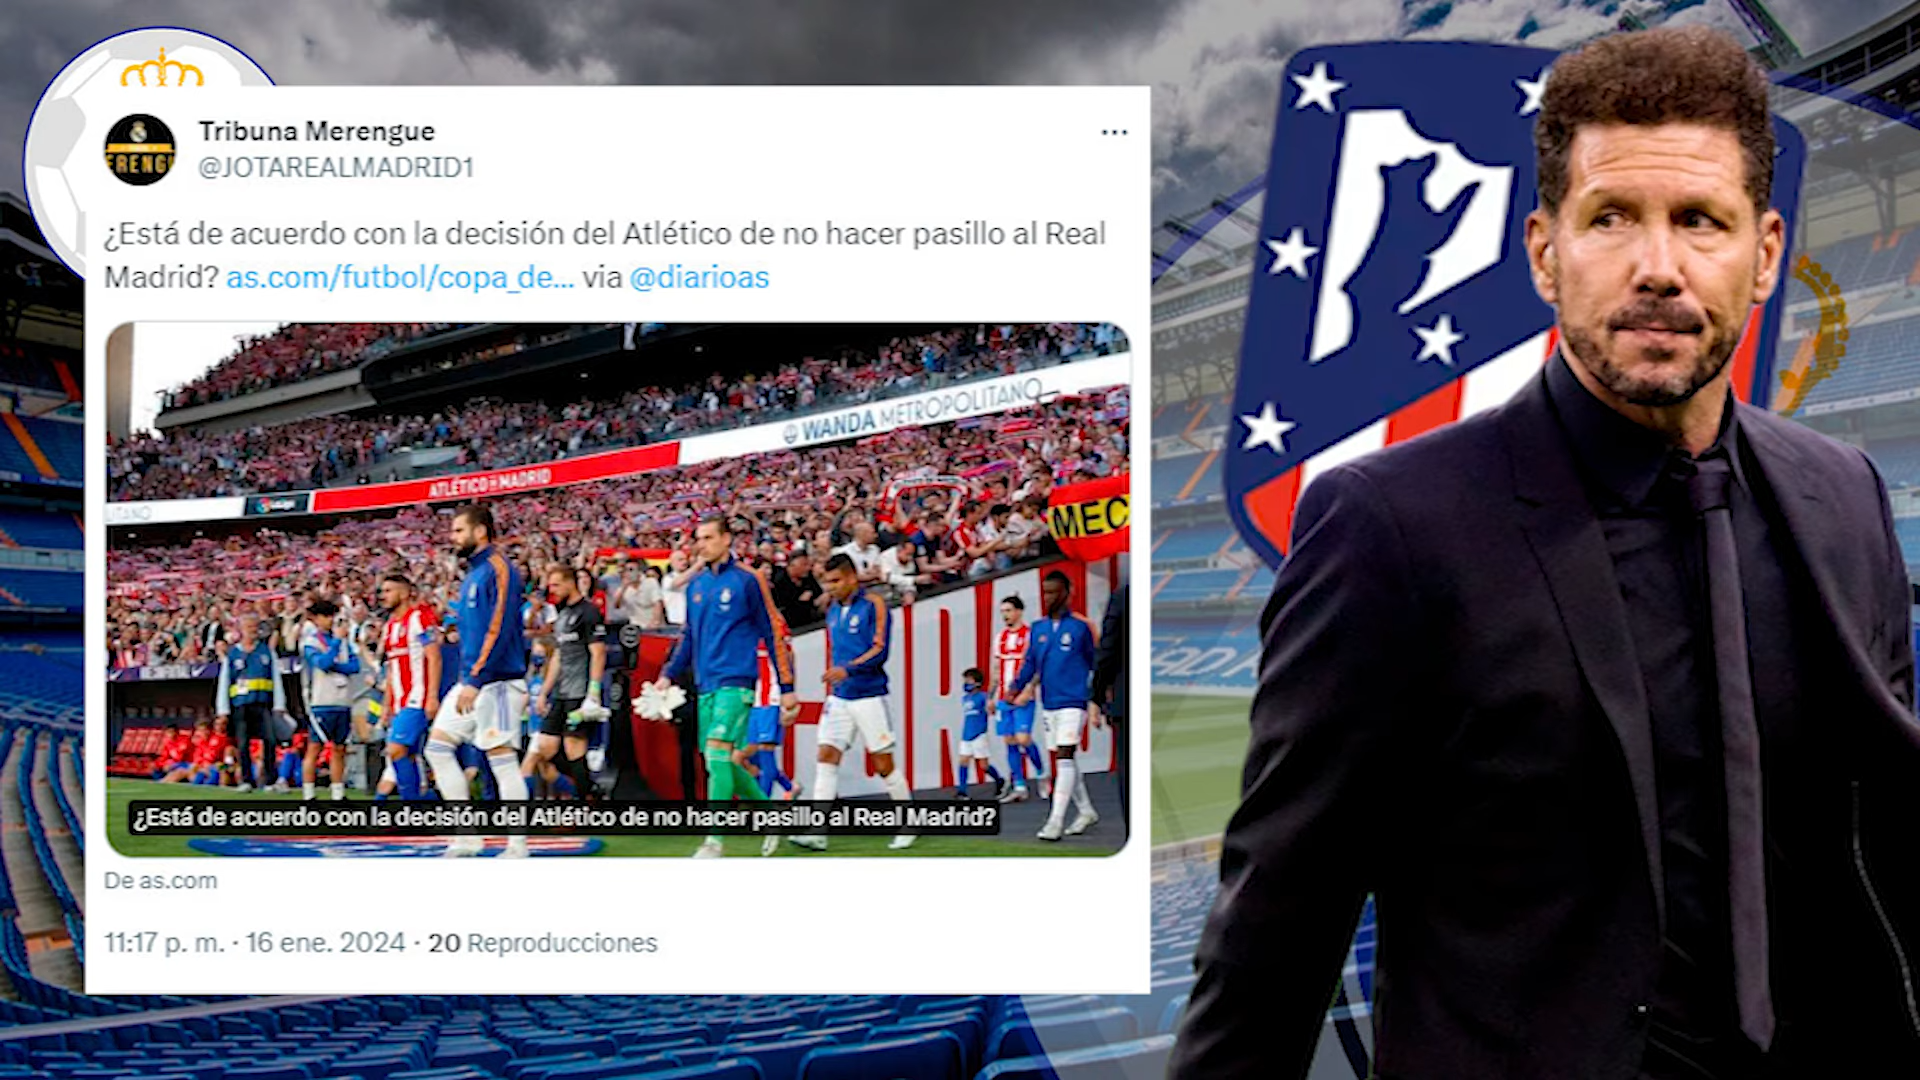 Tribuna Merengue
@JOTAREALMADRID1
¿Está de acuerdo con la decisión del Atlético de no hacer pasillo al Real
Madrid? as.com/futbol/copa_de... via @diarioas
WANDA METROPOLITANO
ATLÉTICO DE MADRID
LITANO
MEC
¿Está de acuerdo con la decisión del Atlético de no hacer pasillo al Real Madrid?
De as.com
11:17 p. m. · 16 ene. 2024 · 20 Reproducciones